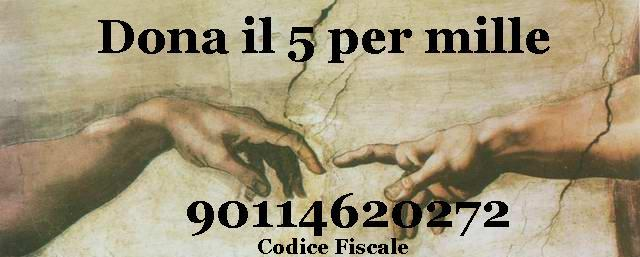 Dona il 5 per mille
90114620272
Codice Fiscale